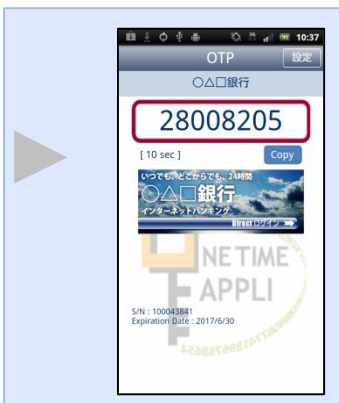 10:37
OTP 設定
○△□銀行
28008205
[ 10 sec ] Copy
いつでも、どこからでも、24時間
○△□銀行
インターネットバンキング
Directログイン
NE TIME
APPLI
S/N : 100043841
Expiration Date : 2017/6/30